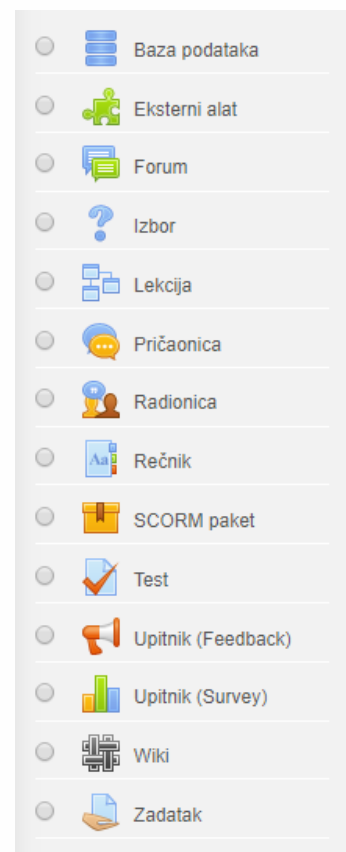 Baza podataka
Eksterni alat
Forum
Izbor
Lekcija
Pričaonica
Radionica
Aa Rečnik
SCORM paket
Test
Upitnik (Feedback)
Upitnik (Survey)
Wiki
Zadatak